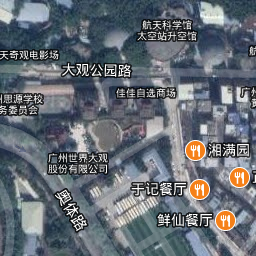 航天科学馆
太空站升空馆
天奇观电影场
大观公园路
佳佳自选商场
广州
州思源学校
务委员会
湘满园
广州世界大观
股份有限公司
于记餐厅
奥体路
鲜仙餐厅